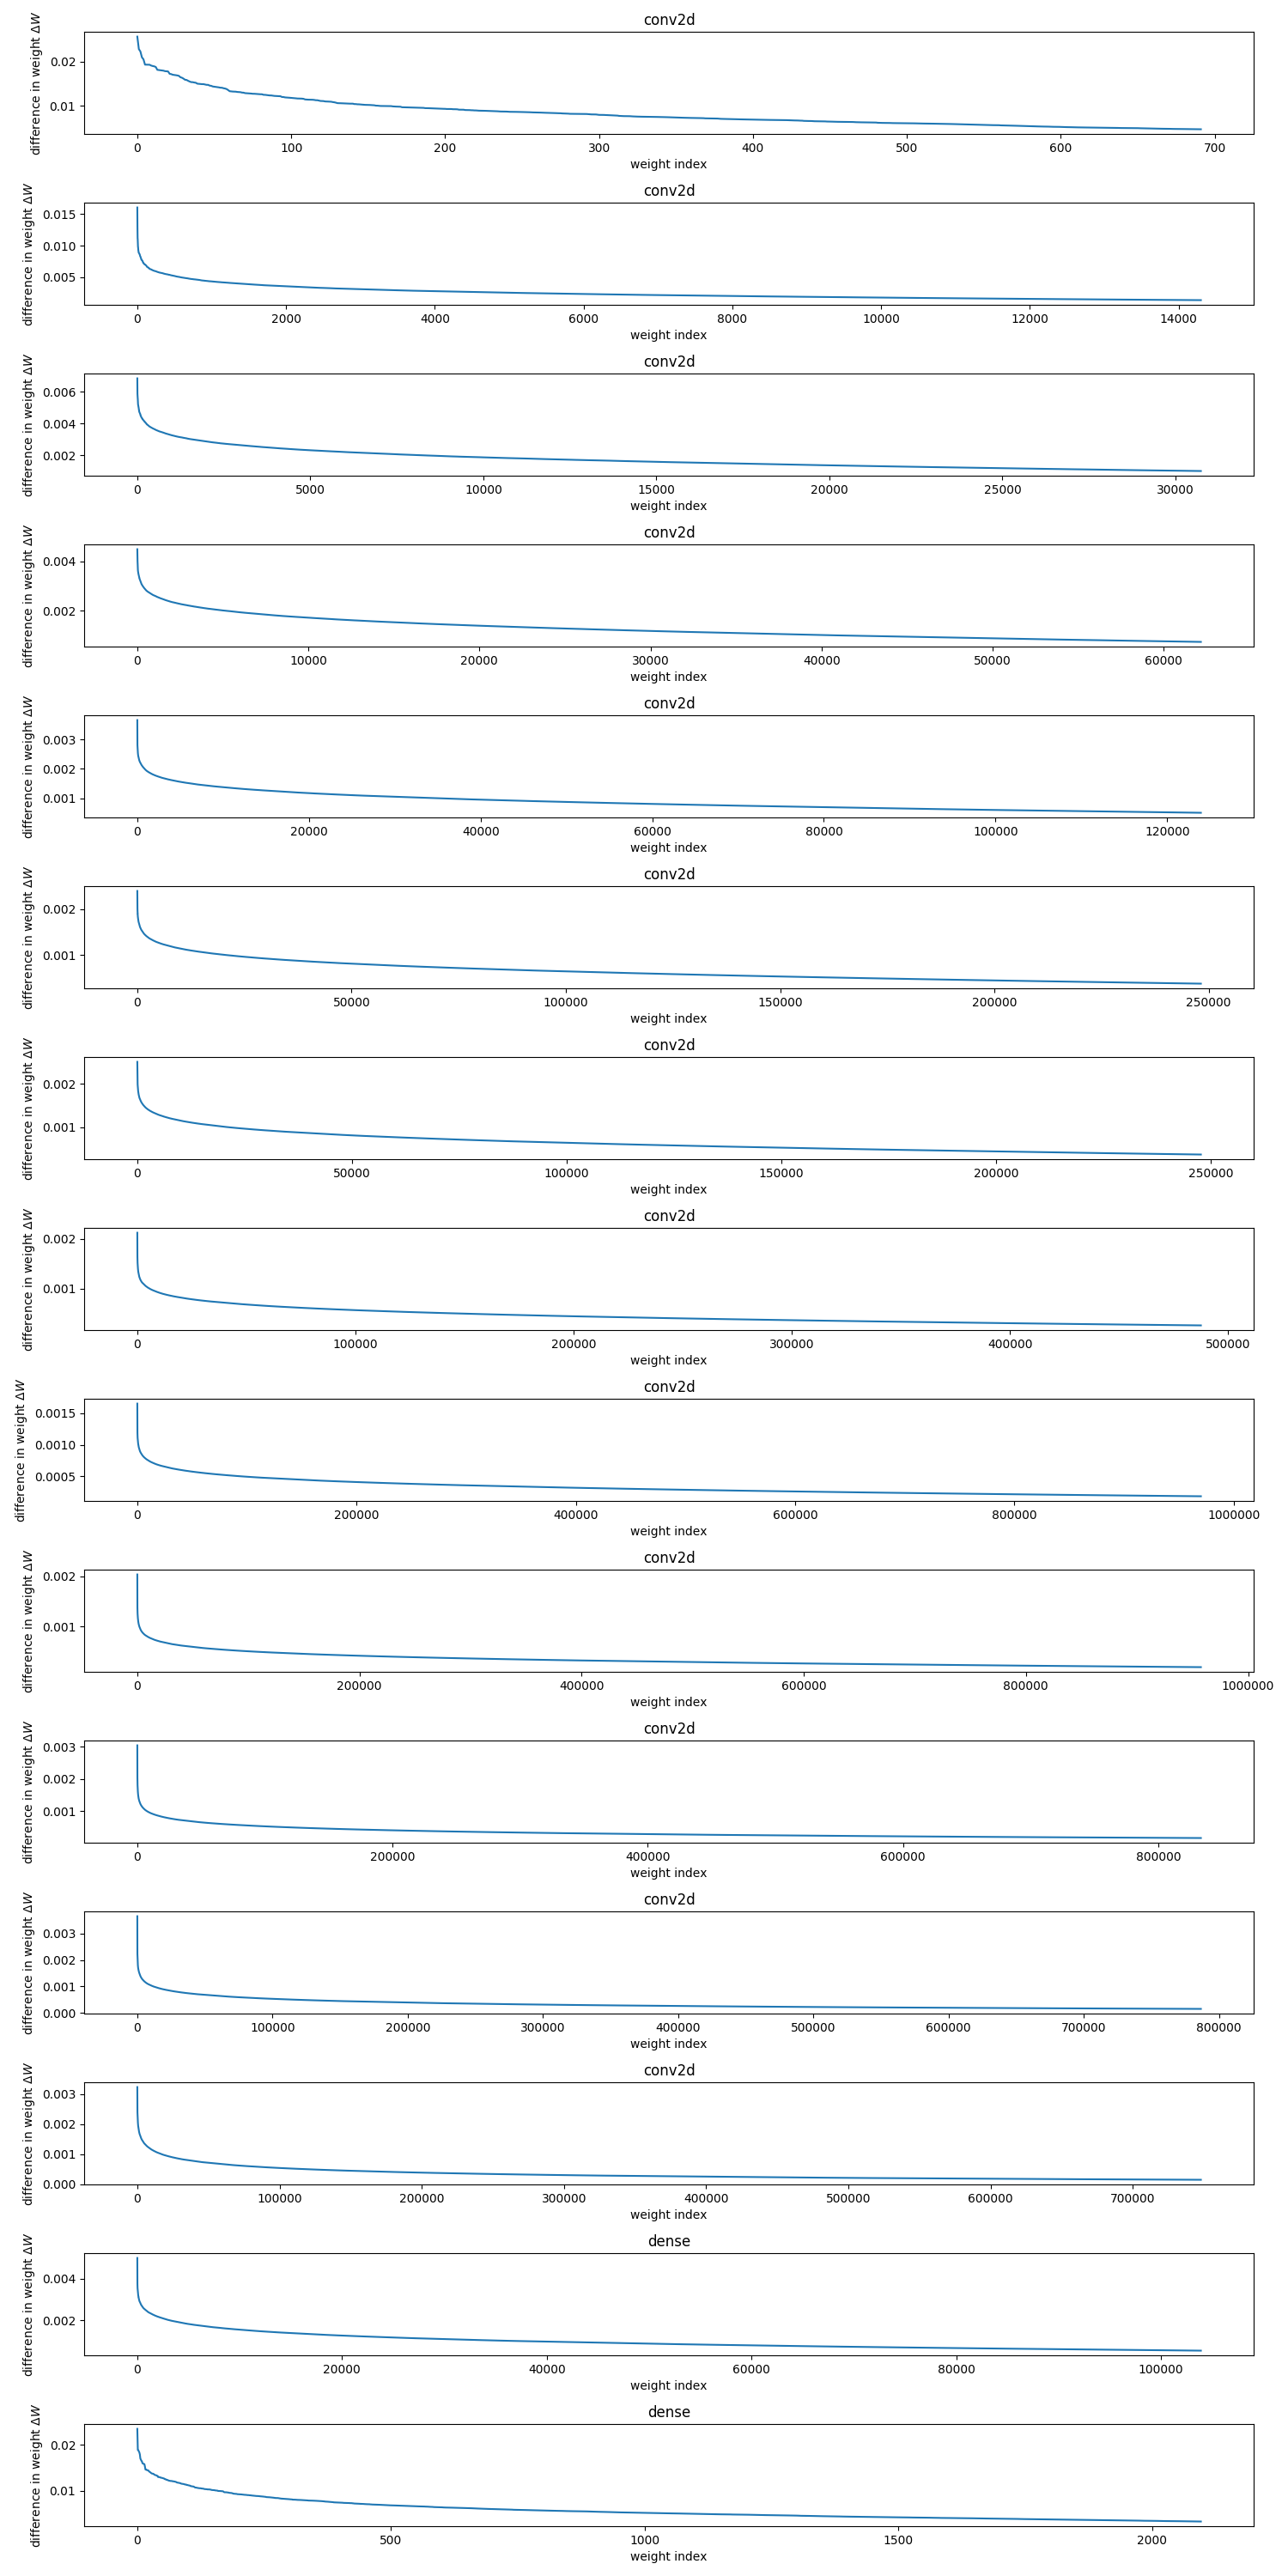 conv2d
difference in weight ΔW
0.02
0.01
0 100 200 300 400 500 600 700
weight index
conv2d
difference in weight ΔW
0.015
0.010
0.005
0 2000 4000 6000 8000 10000 12000 14000
weight index
conv2d
difference in weight ΔW
0.006
0.004
0.002
0 5000 10000 15000 20000 25000 30000
weight index
conv2d
difference in weight ΔW
0.004
0.002
0 10000 20000 30000 40000 50000 60000
weight index
conv2d
difference in weight ΔW
0.003
0.002
0.001
0 20000 40000 60000 80000 100000 120000
weight index
conv2d
difference in weight ΔW
0.002
0.001
0 50000 100000 150000 200000 250000
weight index
conv2d
difference in weight ΔW
0.002
0.001
0 50000 100000 150000 200000 250000
weight index
conv2d
difference in weight ΔW
0.002
0.001
0 100000 200000 300000 400000 500000
weight index
conv2d
difference in weight ΔW
0.0015
0.0010
0.0005
0 200000 400000 600000 800000 1000000
weight index
conv2d
difference in weight ΔW
0.002
0.001
0 200000 400000 600000 800000 1000000
weight index
conv2d
difference in weight ΔW
0.003
0.002
0.001
0 200000 400000 600000 800000
weight index
conv2d
difference in weight ΔW
0.003
0.002
0.001
0.000
0 100000 200000 300000 400000 500000 600000 700000 800000
weight index
conv2d
difference in weight ΔW
0.003
0.002
0.001
0.000
0 100000 200000 300000 400000 500000 600000 700000
weight index
dense
difference in weight ΔW
0.004
0.002
0 20000 40000 60000 80000 100000
weight index
dense
difference in weight ΔW
0.02
0.01
0 500 1000 1500 2000
weight index